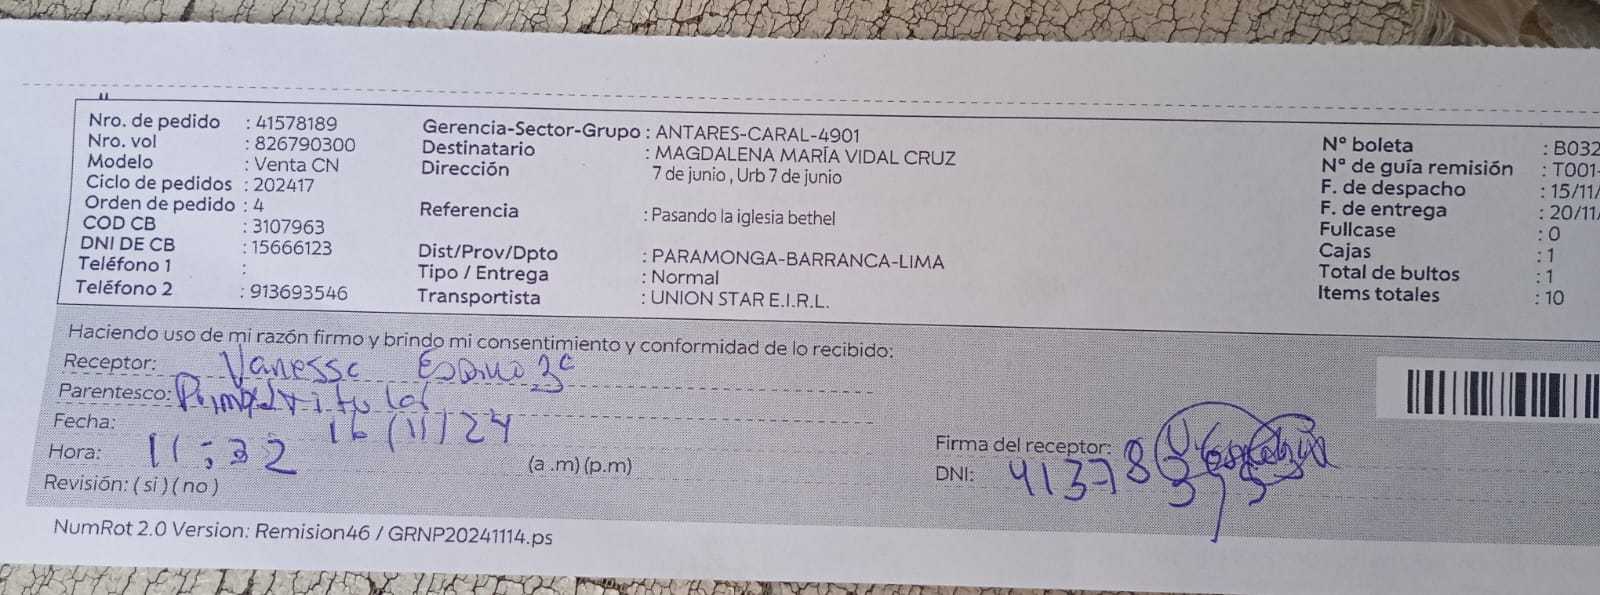 Nro. de pedido : 41578189
Nro. vol : 826790300
Modelo : Venta CN
Ciclo de pedidos : 202417
Orden de pedido : 4
COD CB : 3107963
DNI DE CB : 15666123
Teléfono 1 :
Teléfono 2 : 913693546
Gerencia-Sector-Grupo : ANTARES-CARAL-4901
Destinatario : MAGDALENA MARÍA VIDAL CRUZ
Dirección 7 de junio , Urb 7 de junio
Referencia : Pasando la iglesia bethel
Dist/Prov/Dpto : PARAMONGA-BARRANCA-LIMA
Tipo / Entrega : Normal
Transportista : UNION STAR E.I.R.L.
N° boleta : B032
N° de guía remisión : T001-
F. de despacho : 15/11/
F. de entrega : 20/11/
Fullcase : 0
Cajas : 1
Total de bultos : 1
Items totales : 10
Haciendo uso de mi razón firmo y brindo mi consentimiento y conformidad de lo recibido:
Receptor: Vanessa
Parentesco:
Fecha: 16/11/24
Hora: 11:32 (a .m) (p.m)
Revisión: ( si ) ( no )
Firma del receptor:
DNI: 41378
NumRot 2.0 Version: Remision46 / GRNP20241114.ps